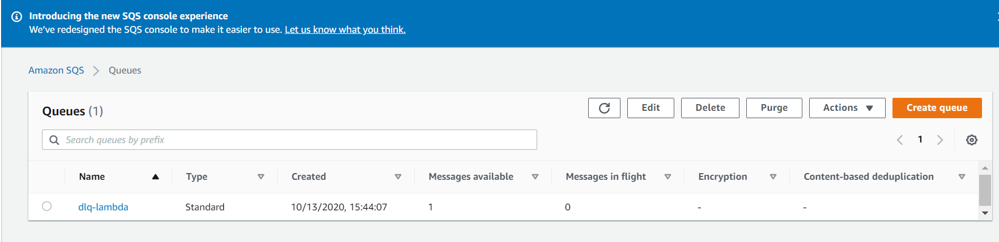 Introducing the new SQS console experience
We've redesigned the SQS console to make it easier to use. Let us know what you think.
Amazon SQS > Queues
Queues (1) Edit Delete Purge Actions Create queue
Search queues by prefix 1
Name Type Created Messages available Messages in flight Encryption Content-based deduplication
dlq-lambda Standard 10/13/2020, 15:44:07 1 0 - -